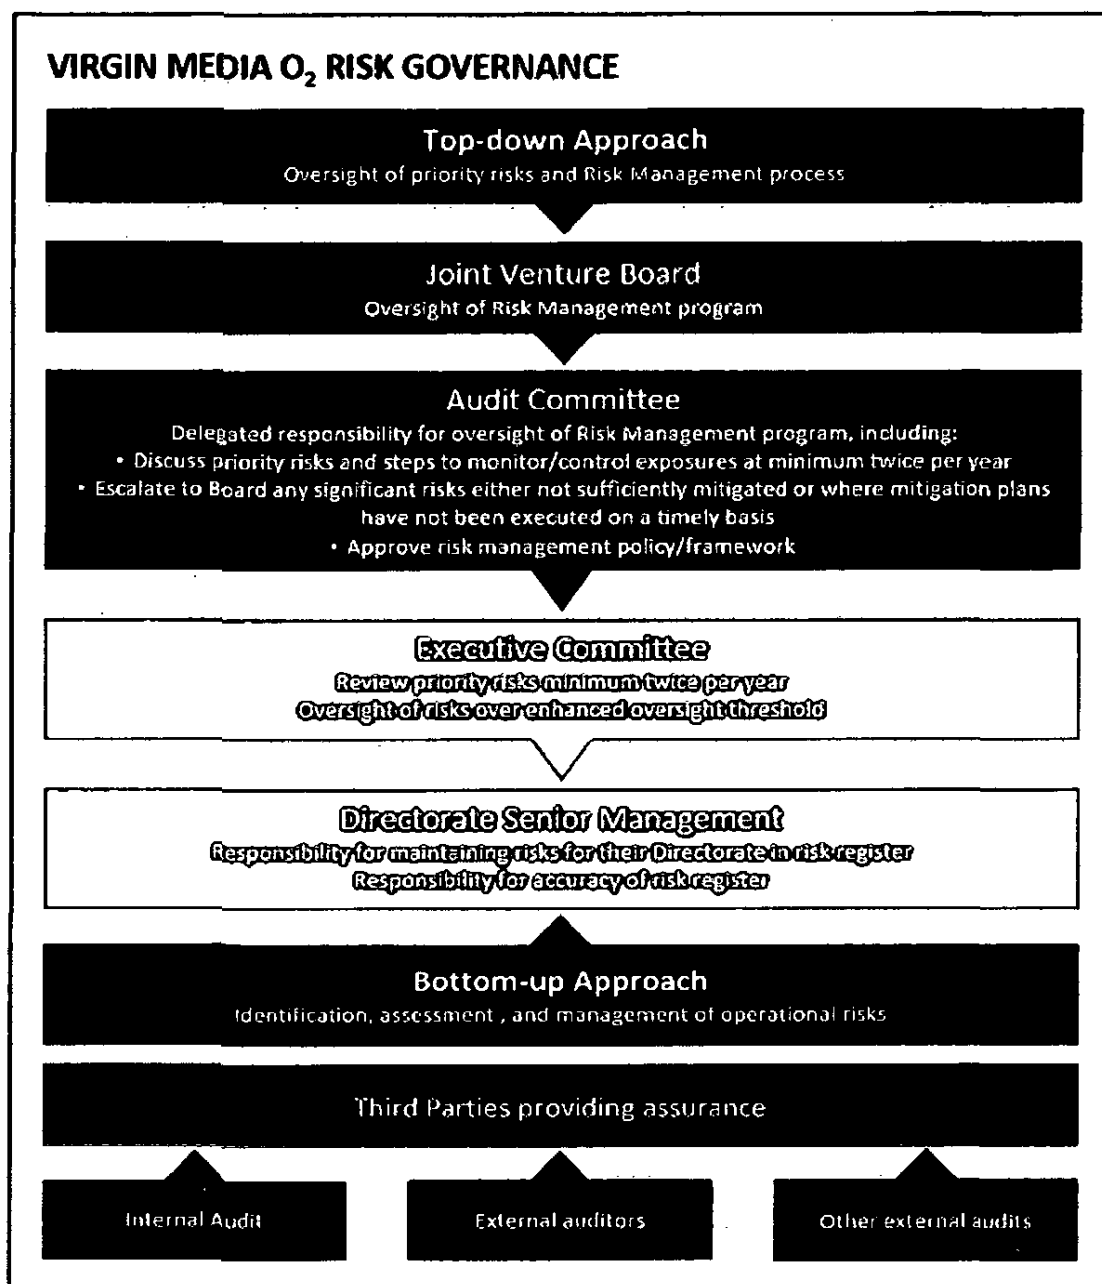 VIRGIN MEDIA O₂ RISK GOVERNANCE
Top-down Approach
Oversight of priority risks and Risk Management process
Joint Venture Board
Oversight of Risk Management program
Audit Committee
Delegated responsibility for oversight of Risk Management program, including:
• Discuss priority risks and steps to monitor/control exposures at minimum twice per year
• Escalate to Board any significant risks either not sufficiently mitigated or where mitigation plans
have not been executed on a timely basis
• Approve risk management policy/framework
Executive Committee
Review priority risks minimum twice per year
Oversight of risks over enhanced oversight threshold
Directorate Senior Management
Responsibility for maintaining risks for their Directorate in risk register
Responsibility for accuracy of risk register
Bottom-up Approach
Identification, assessment , and management of operational risks
Third Parties providing assurance
Internal Audit
External auditors
Other external audits